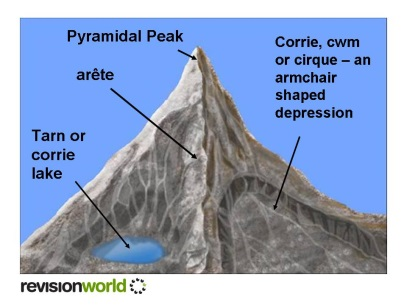 Pyramidal Peak
arête
Tarn or
corrie
lake
Corrie, cwm
or cirque – an
armchair
shaped
depression
revisionworld